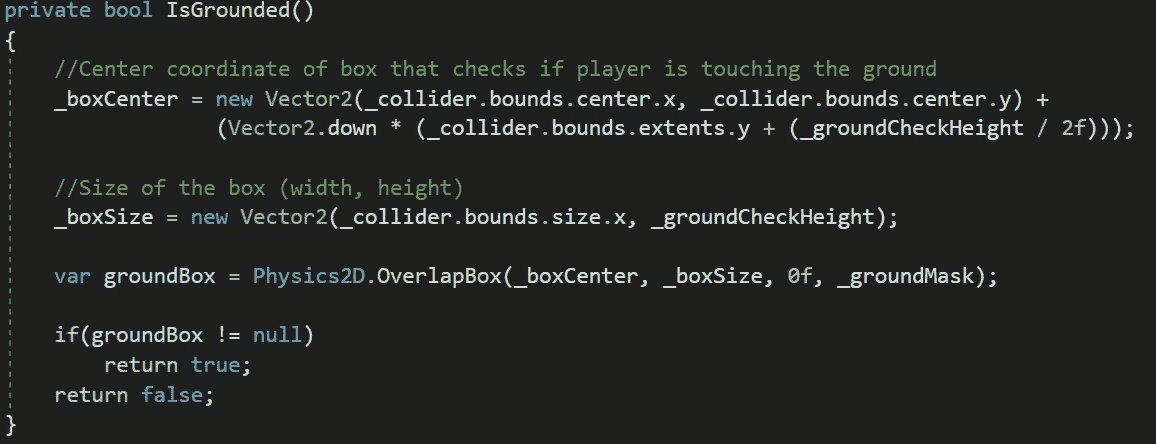 private bool IsGrounded()
{
    //Center coordinate of box that checks if player is touching the ground
    _boxCenter = new Vector2(_collider.bounds.center.x, _collider.bounds.center.y) +
                 (Vector2.down * (_collider.bounds.extents.y + (_groundCheckHeight / 2f)));
    //Size of the box (width, height)
    _boxSize = new Vector2(_collider.bounds.size.x, _groundCheckHeight);
    var groundBox = Physics2D.OverlapBox(_boxCenter, _boxSize, 0f, _groundMask);
    if(groundBox != null)
        return true;
    return false;
}